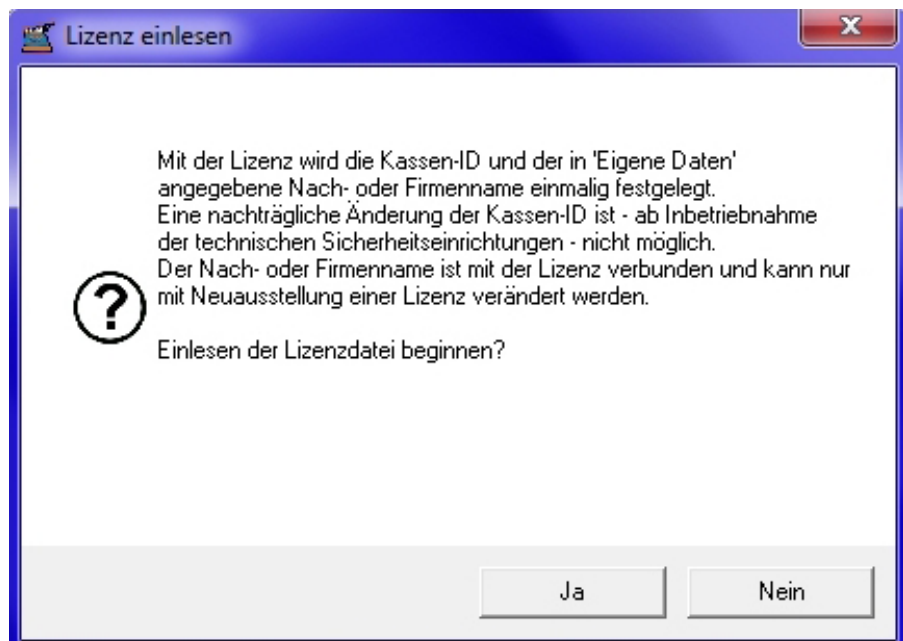 Lizenz einlesen
Mit der Lizenz wird die Kassen-ID und der in 'Eigene Daten'
angegebene Nach- oder Firmenname einmalig festgelegt.
Eine nachträgliche Änderung der Kassen-ID ist - ab Inbetriebnahme
der technischen Sicherheitseinrichtungen - nicht möglich.
Der Nach- oder Firmenname ist mit der Lizenz verbunden und kann nur
mit Neuausstellung einer Lizenz verändert werden.
Einlesen der Lizenzdatei beginnen?
Ja
Nein